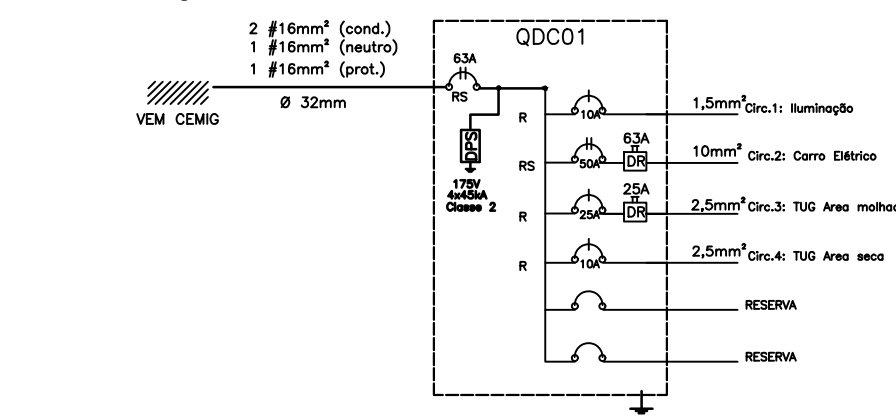 2 #16mm² (cond.)
1 #16mm² (neutro)
1 #16mm² (prot.)
Ø 32mm
VEM CEMIG
QDC01
63A
RS
DPS
175V
4x45kA
Classe 2
R
10A
1,5mm² Circ.1: Iluminação
RS
50A
63A
DR
10mm² Circ.2: Carro Elétrico
R
25A
25A
DR
2,5mm² Circ.3: TUG Area molhad
R
10A
2,5mm² Circ.4: TUG Area seca
RESERVA
RESERVA